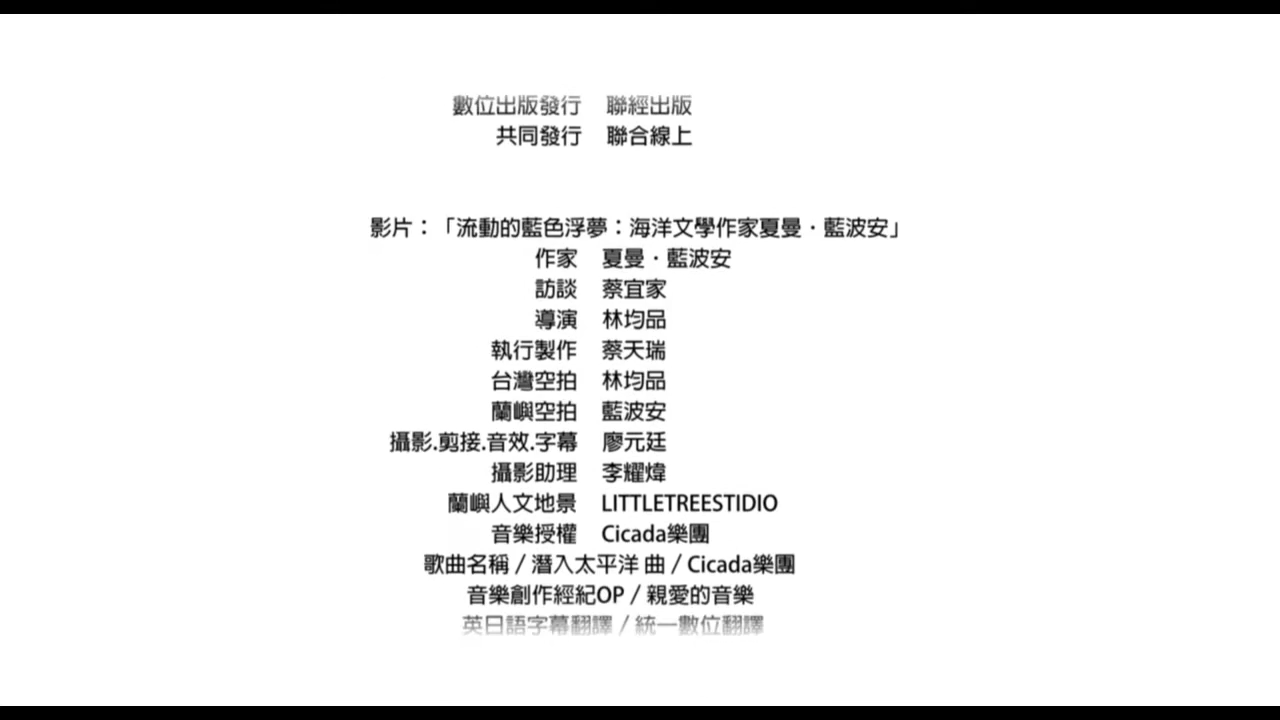 數位出版發行 聯經出版
共同發行 聯合線上
影片：「流動的藍色浮夢：海洋文學作家夏曼．藍波安」
作家 夏曼．藍波安
訪談 蔡宜家
導演 林均品
執行製作 蔡天瑞
台灣空拍 林均品
蘭嶼空拍 藍波安
攝影.剪接.音效.字幕 廖元廷
攝影助理 李耀煒
蘭嶼人文地景 LITTLETREESTIDIO
音樂授權 Cicada樂團
歌曲名稱 / 潛入太平洋 曲 / Cicada樂團
音樂創作經紀OP / 親愛的音樂
英日語字幕翻譯 / 統一數位翻譯